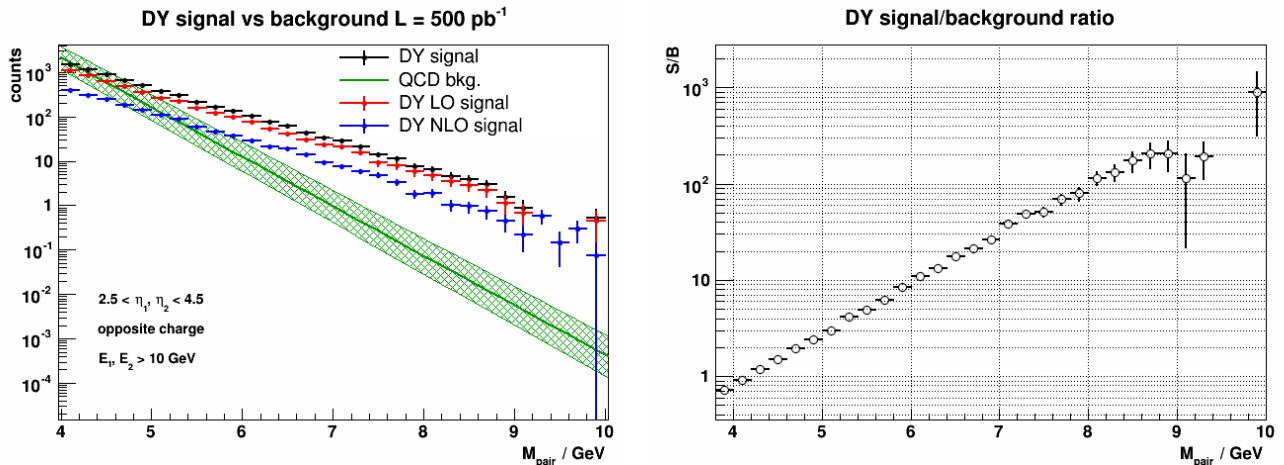 DY signal vs background L = 500 pb⁻¹
counts
10³
10²
10
1
10⁻¹
10⁻²
10⁻³
10⁻⁴
DY signal
QCD bkg.
DY LO signal
DY NLO signal
2.5 < η₁, η₂ < 4.5
opposite charge
E₁, E₂ > 10 GeV
4 5 6 7 8 9 10
M_pair / GeV
DY signal/background ratio
S/B
10³
10²
10
1
4 5 6 7 8 9 10
M_pair / GeV